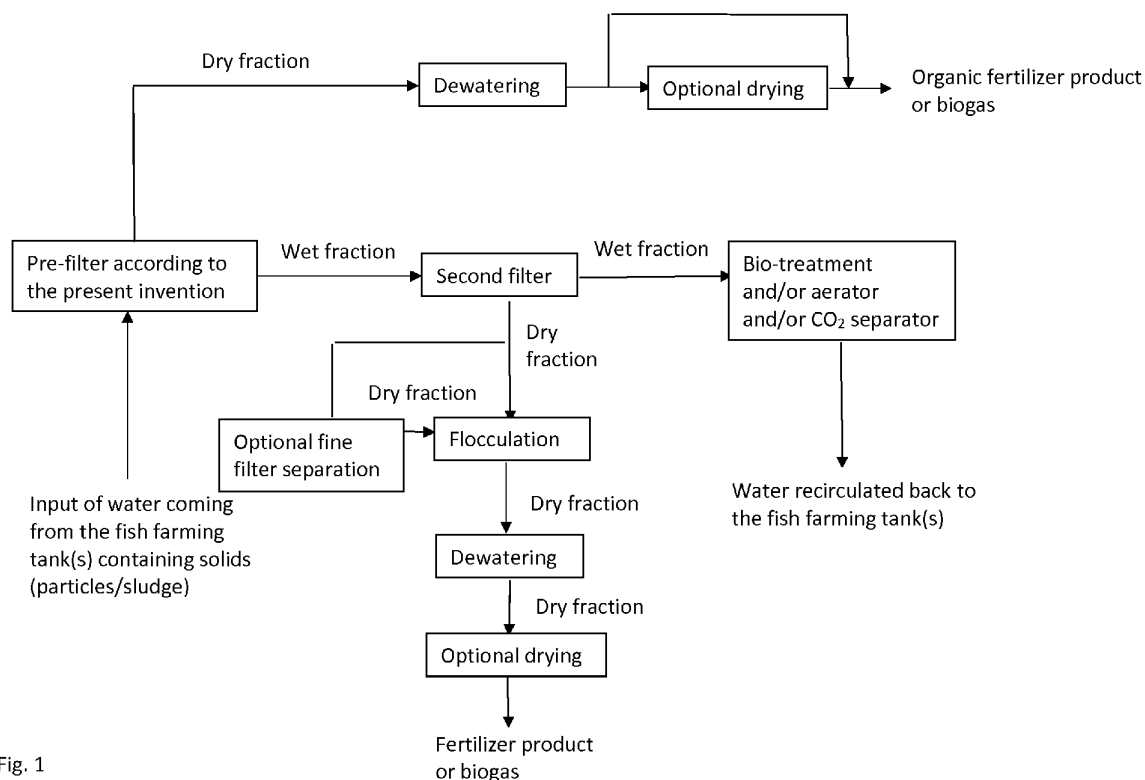 Dry fraction
Dewatering
Optional drying
Organic fertilizer product
or biogas
Pre-filter according to
the present invention
Wet fraction
Second filter
Wet fraction
Bio-treatment
and/or aerator
and/or CO₂ separator
Dry
fraction
Dry fraction
Optional fine
filter separation
Flocculation
Input of water coming
from the fish farming
tank(s) containing solids
(particles/sludge)
Water recirculated back to
the fish farming tank(s)
Dry fraction
Dewatering
Dry fraction
Optional drying
Fertilizer product
or biogas
Fig. 1